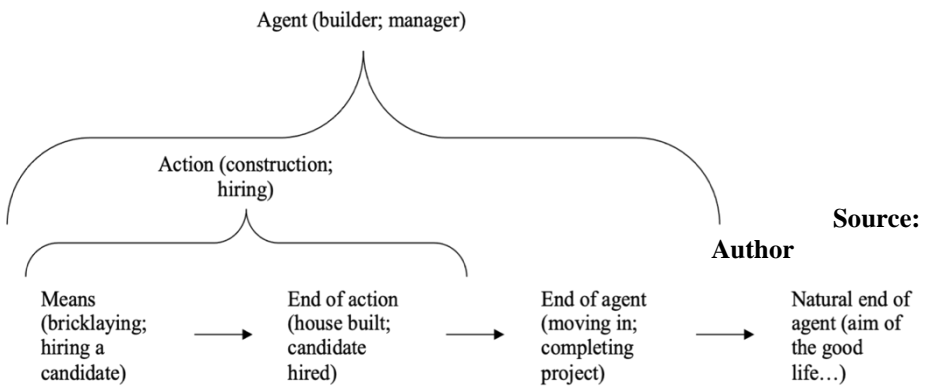 Agent (builder; manager)
Action (construction;
hiring)
Source:
Author
Means
(bricklaying;
hiring a
candidate)
End of action
(house built;
candidate
hired)
End of agent
(moving in;
completing
project)
Natural end of
agent (aim of
the good
life…)